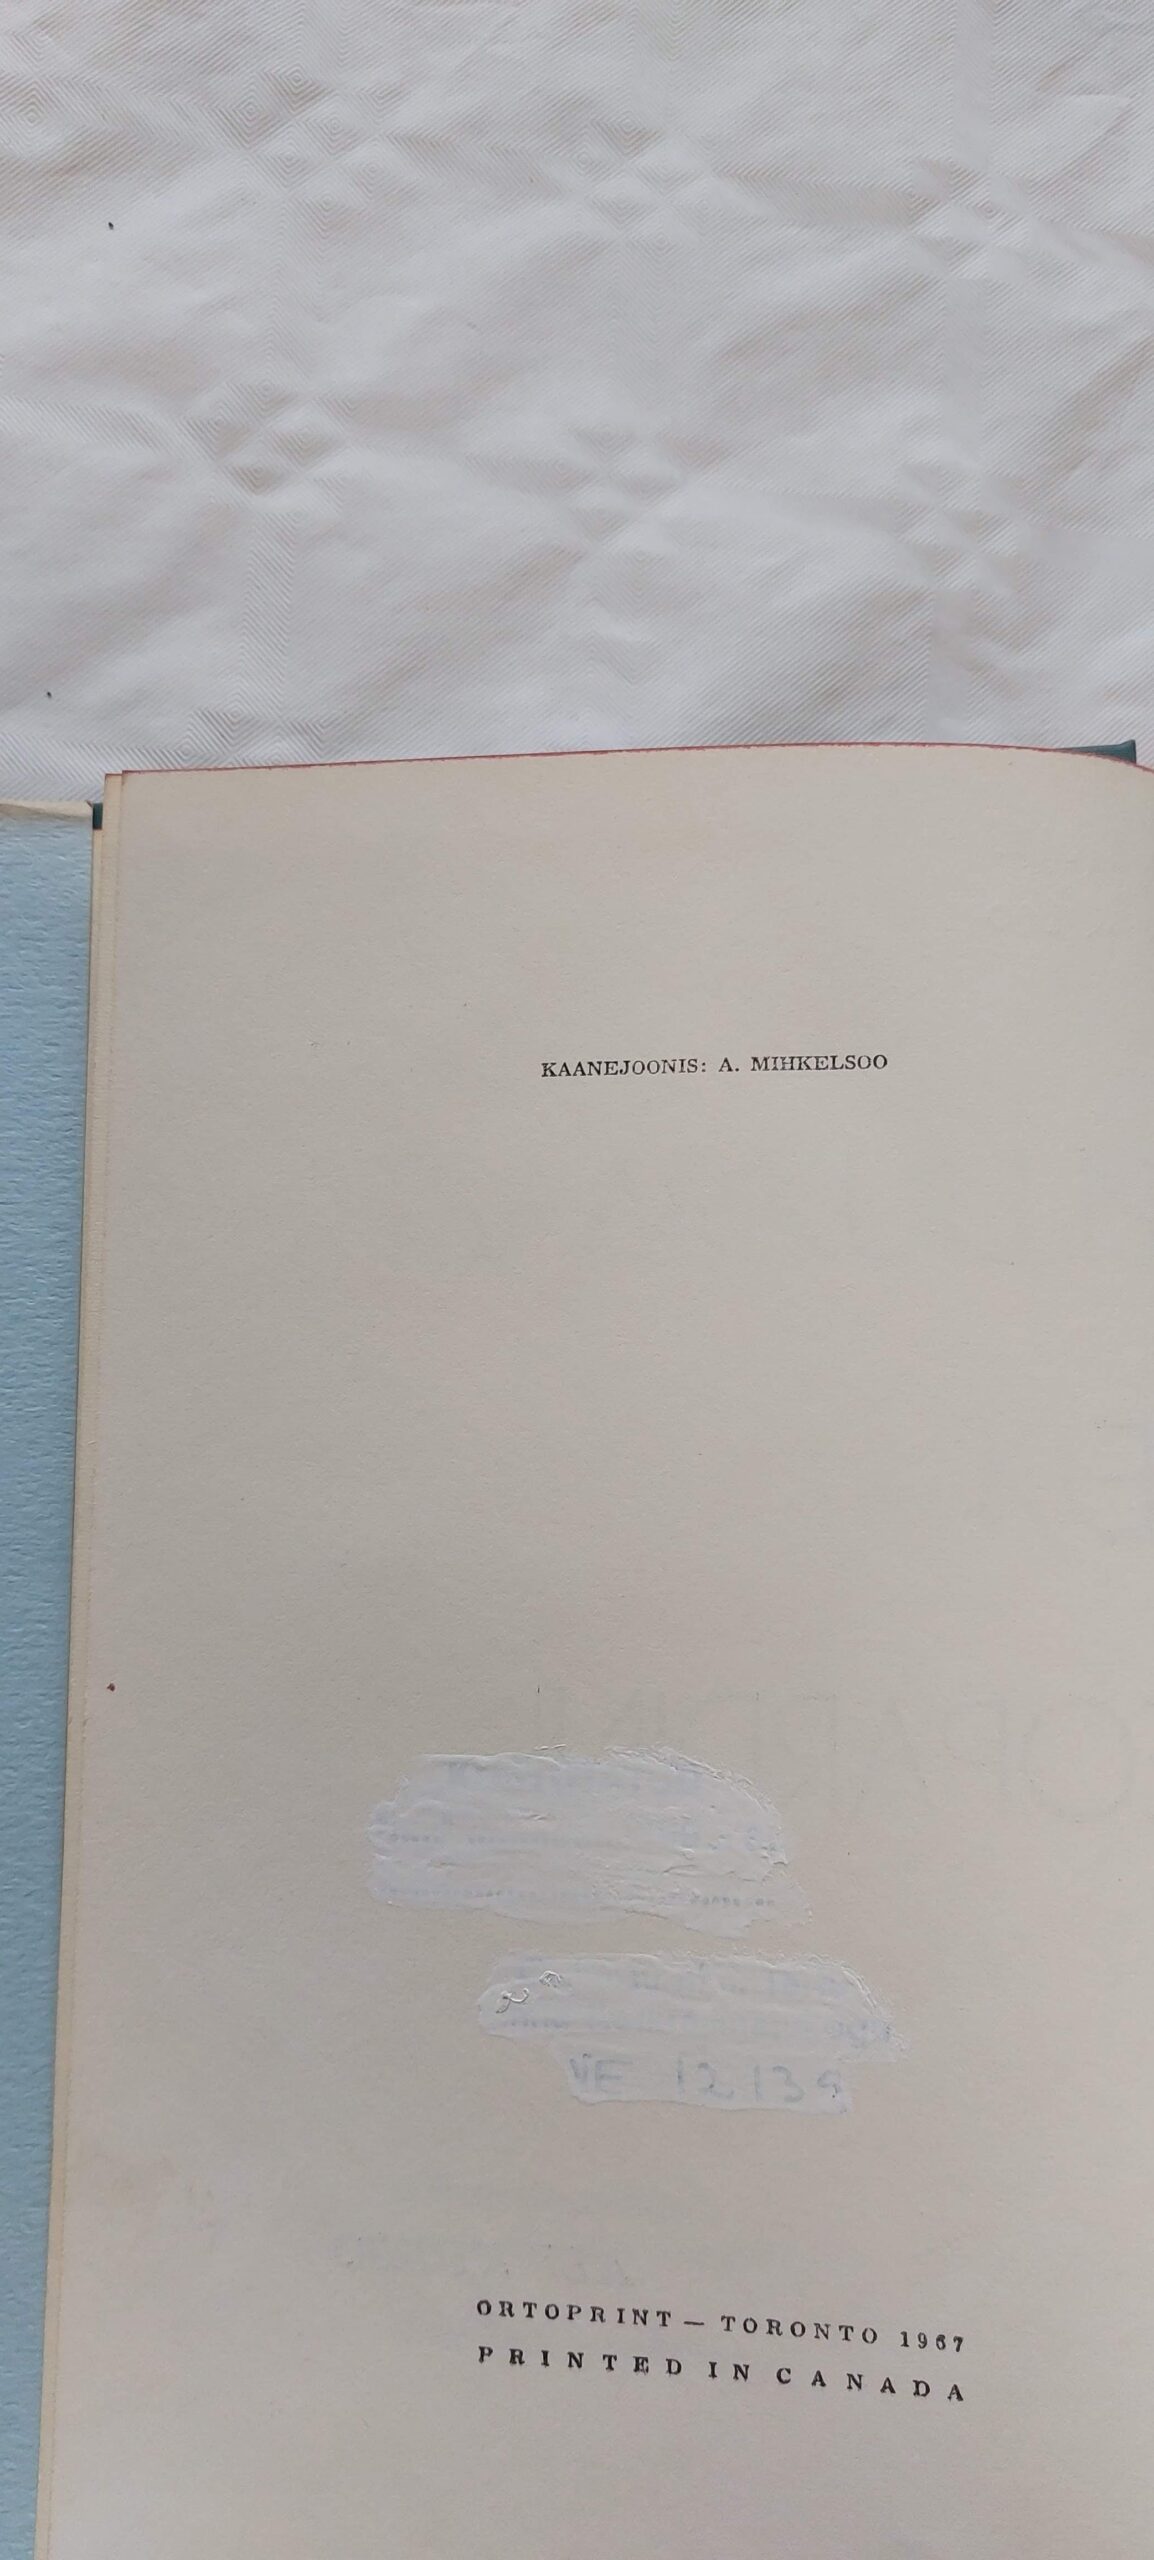 KAANEJOONIS: A. MIHKELSOO
VE 12139
ORTOPRINT — TORONTO 1967
PRINTED IN CANADA